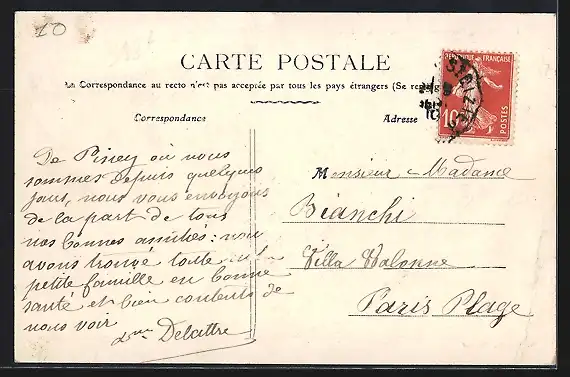 10
CARTE POSTALE
La Correspondance au recto n'est pas acceptée par tous les pays étrangers (Se
Correspondance
Adresse
REPUBLIQUE FRANÇAISE
10
POSTES
De Piney où nous
sommes depuis quelques
jours, nous vous envoyons
de la part de tous
nos bonnes amitiés: nous
avons trouvé toute la
petite famille en bonne
santé et bien contents de
nous voir
Delattre
Monsieur Madame
Bianchi
Villa Valonne
Paris Plage